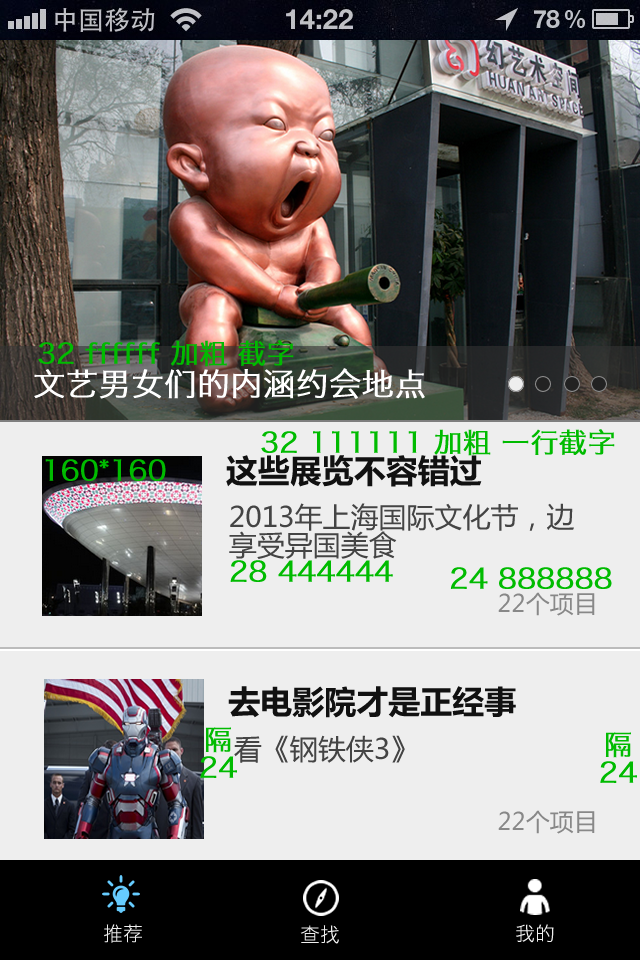 中国移动
14:22
78%
幻艺术空间
HUAN ART SPACE
32 ffffff 加粗 截字
文艺男女们的内涵约会地点
32 111111 加粗 一行截字
160*160
这些展览不容错过
2013年上海国际文化节，边
享受异国美食
28 444444
24 888888
22个项目
去电影院才是正经事
隔
24
看《钢铁侠3》
隔
24
22个项目
推荐
查找
我的